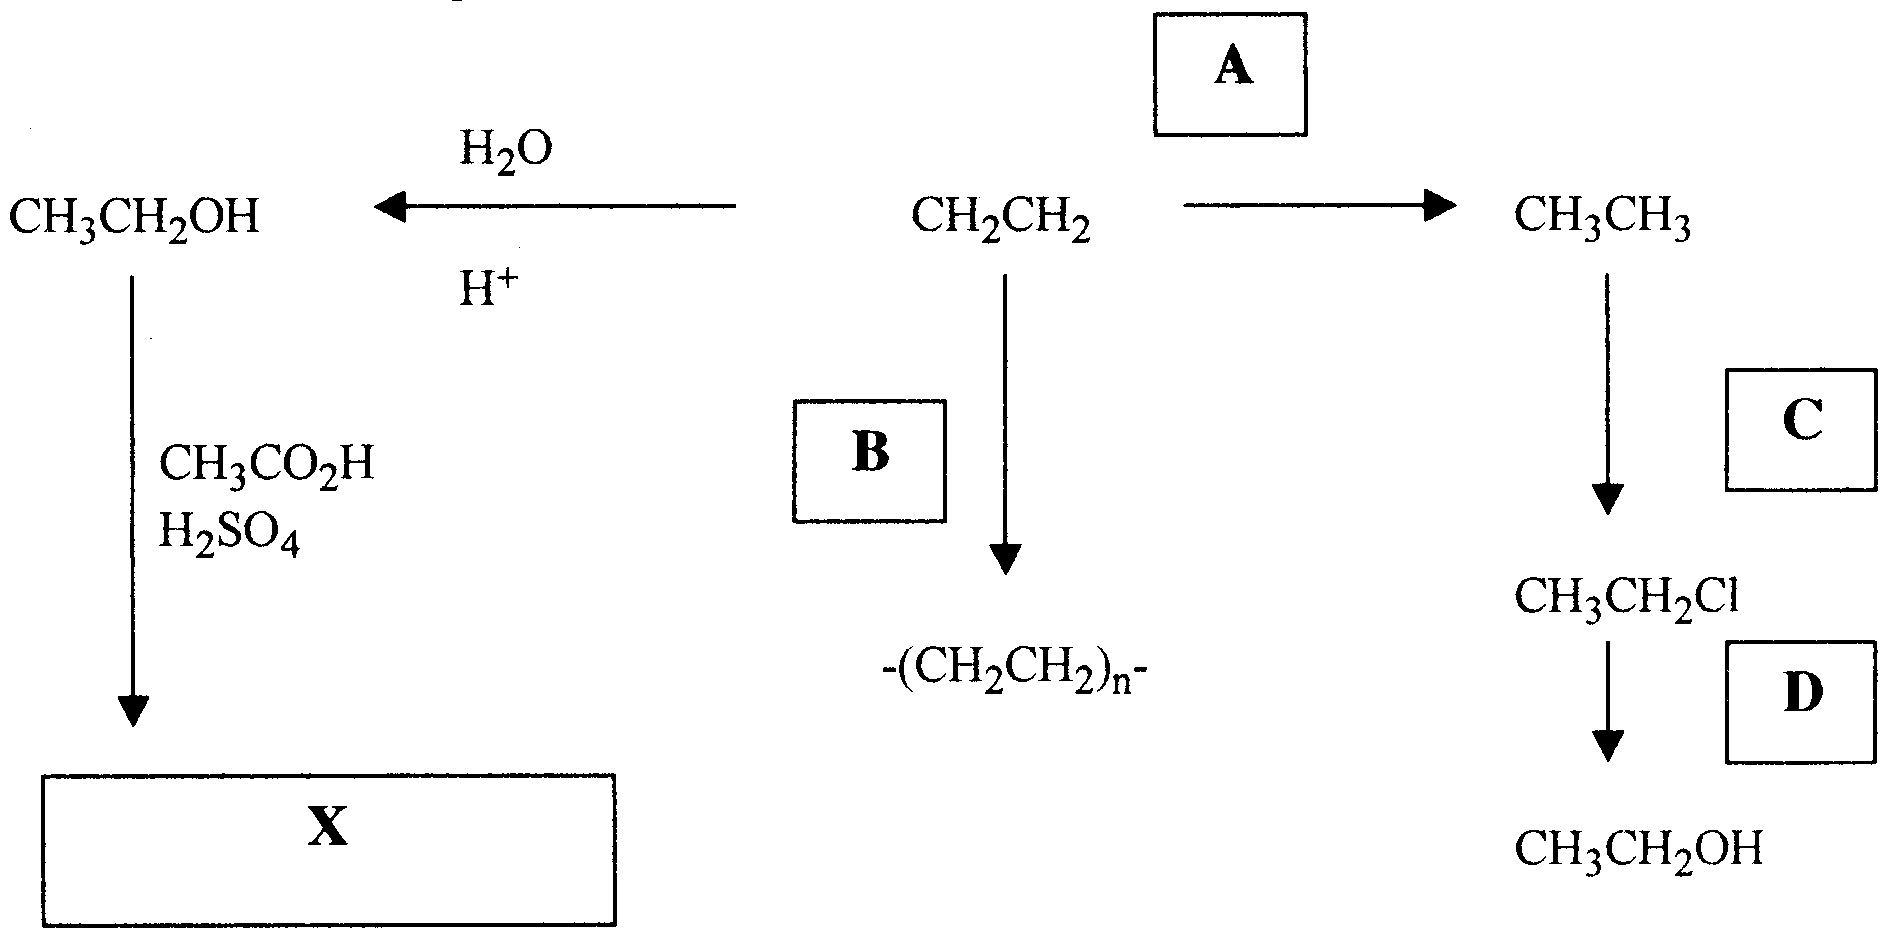 A
H₂O
CH₃CH₂OH
CH₂CH₂
CH₃CH₃
H⁺
C
B
CH₃CO₂H
H₂SO₄
CH₃CH₂Cl
-(CH₂CH₂)ₙ-
D
X
CH₃CH₂OH